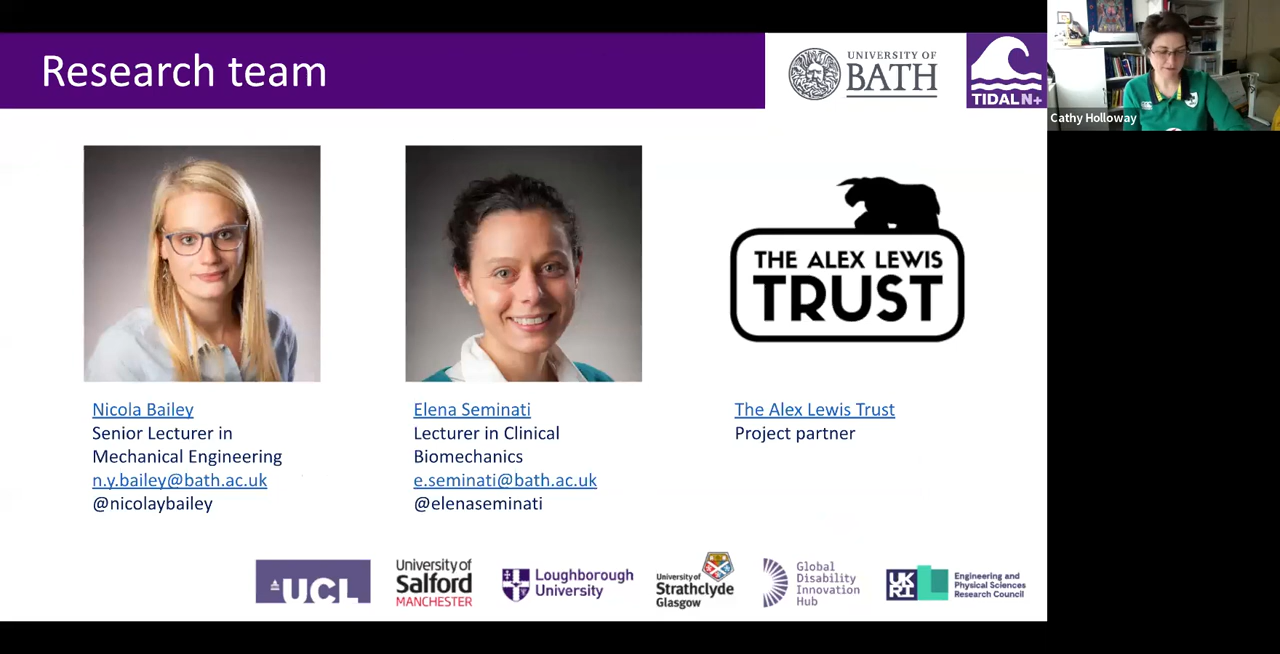 Research team
UNIVERSITY OF
BATH
TIDAL N+
Cathy Holloway
THE ALEX LEWIS
TRUST
Nicola Bailey
Senior Lecturer in
Mechanical Engineering
n.y.bailey@bath.ac.uk
@nicolaybailey
Elena Seminati
Lecturer in Clinical
Biomechanics
e.seminati@bath.ac.uk
@elenaseminati
The Alex Lewis Trust
Project partner
UCL
University of
Salford
MANCHESTER
Loughborough
University
University of
Strathclyde
Glasgow
Global
Disability
Innovation
Hub
UK
RI
Engineering and
Physical Sciences
Research Council